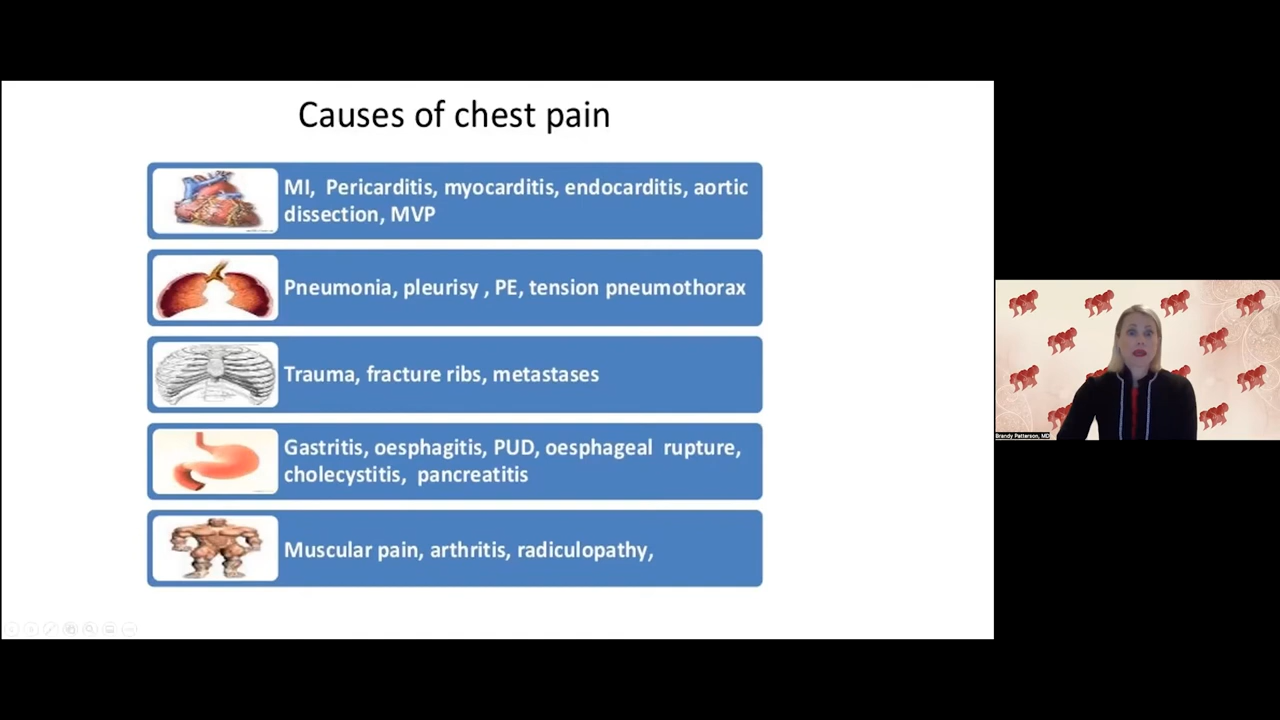 Causes of chest pain
MI, Pericarditis, myocarditis, endocarditis, aortic
dissection, MVP
Pneumonia, pleurisy , PE, tension pneumothorax
Trauma, fracture ribs, metastases
Gastritis, oesphagitis, PUD, oesphageal rupture,
cholecystitis, pancreatitis
Muscular pain, arthritis, radiculopathy,
Brandy Patterson, MD